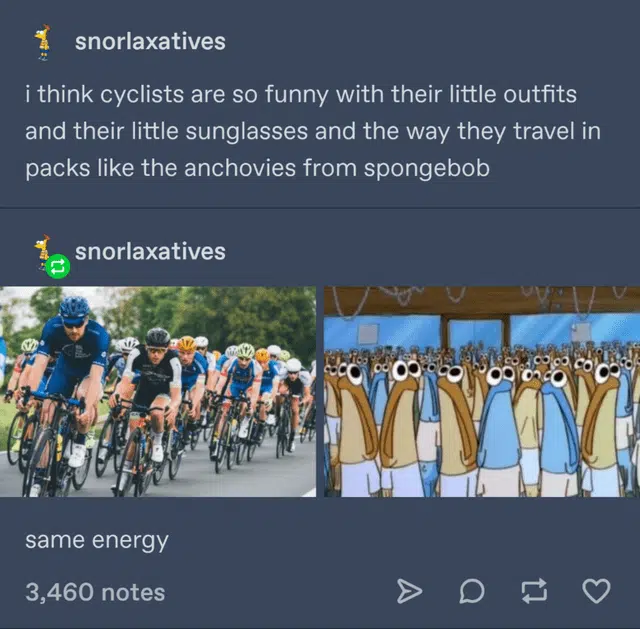 snorlaxatives
i think cyclists are so funny with their little outfits
and their little sunglasses and the way they travel in
packs like the anchovies from spongebob
snorlaxatives
same energy
3,460 notes